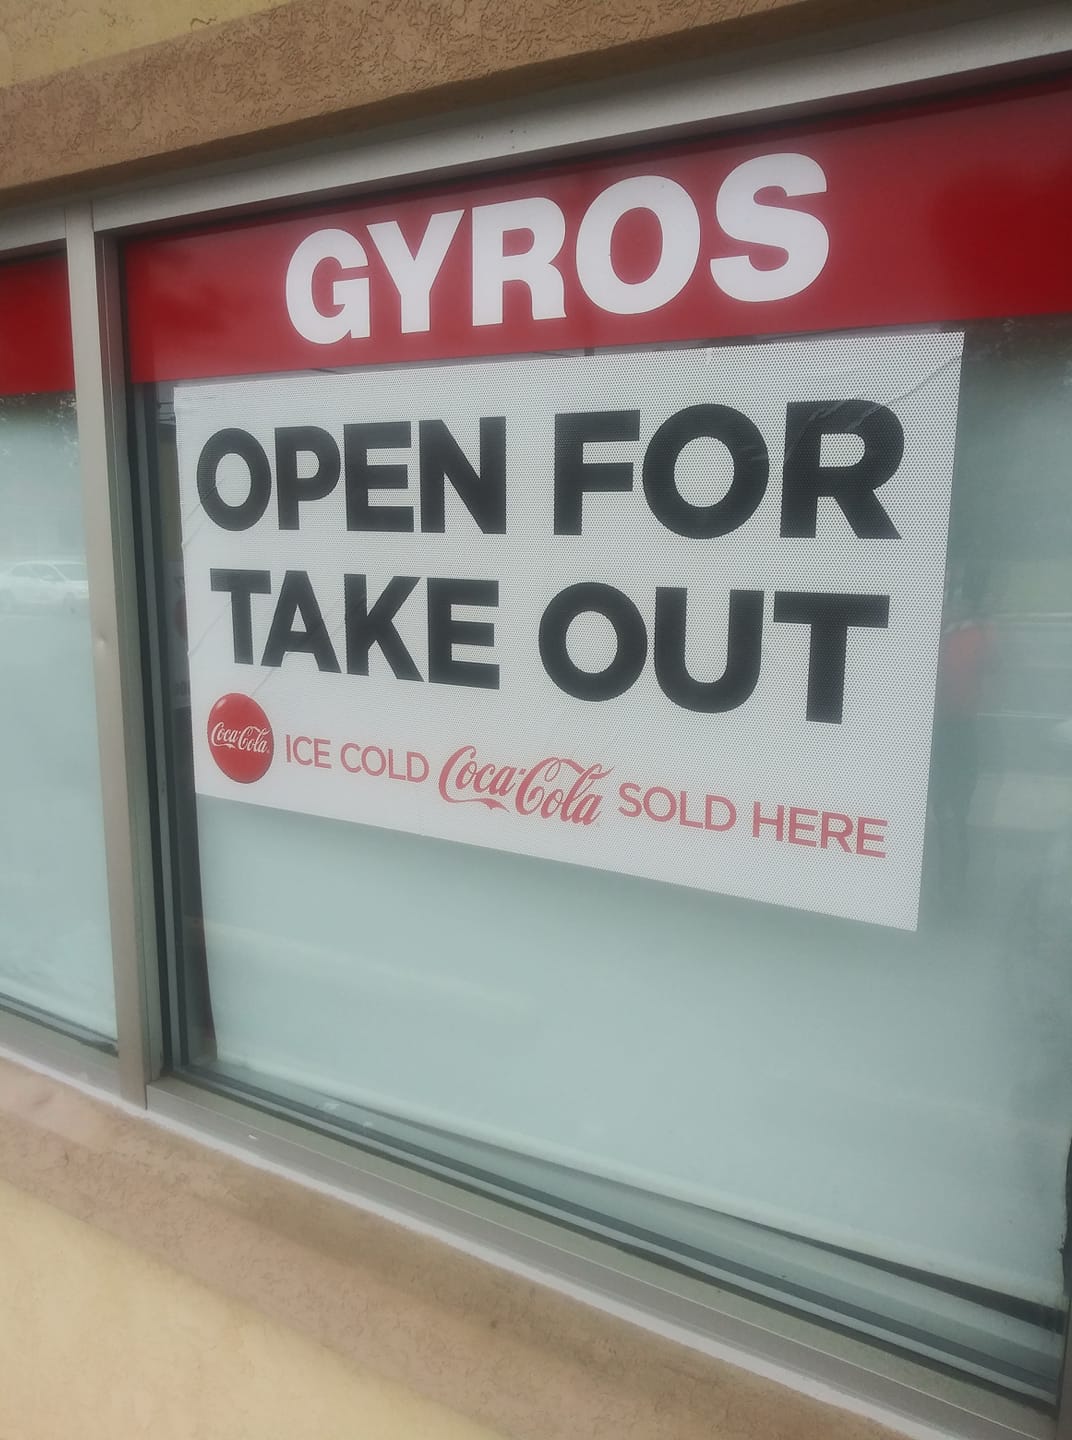 GYROS
OPEN FOR
TAKE OUT
Coca-Cola ICE COLD Coca-Cola SOLD HERE